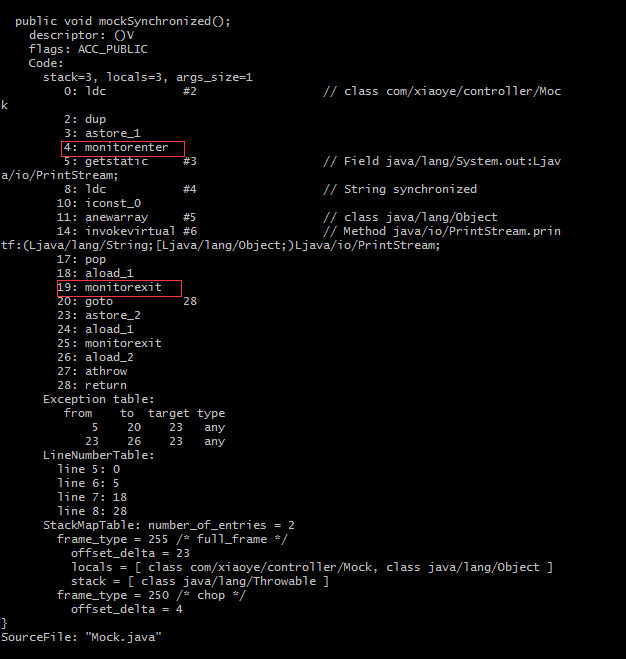 public void mockSynchronized();
descriptor: ()V
flags: ACC_PUBLIC
Code:
stack=3, locals=3, args_size=1
0: ldc #2 // class com/xiaoye/controller/Moc
k
2: dup
3: astore_1
4: monitorenter
5: getstatic #3 // Field java/lang/System.out:Ljav
a/io/PrintStream;
8: ldc #4 // String synchronized
10: iconst_0
11: anewarray #5 // class java/lang/Object
14: invokevirtual #6 // Method java/io/PrintStream.prin
tf:(Ljava/lang/String;[Ljava/lang/Object;)Ljava/io/PrintStream;
17: pop
18: aload_1
19: monitorexit
20: goto 28
23: astore_2
24: aload_1
25: monitorexit
26: aload_2
27: athrow
28: return
Exception table:
from to target type
5 20 23 any
23 26 23 any
LineNumberTable:
line 5: 0
line 6: 5
line 7: 18
line 8: 28
StackMapTable: number_of_entries = 2
frame_type = 255 /* full_frame */
offset_delta = 23
locals = [ class com/xiaoye/controller/Mock, class java/lang/Object ]
stack = [ class java/lang/Throwable ]
frame_type = 250 /* chop */
offset_delta = 4
}
SourceFile: "Mock.java"